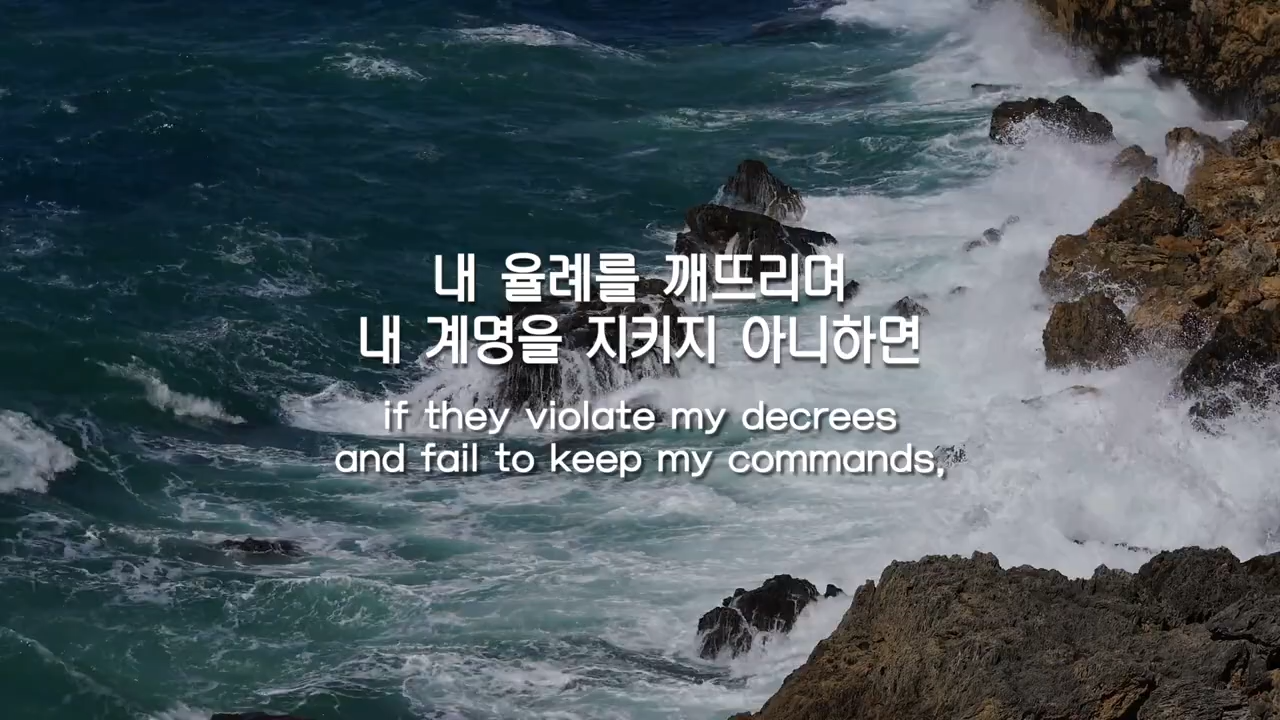 내 율례를 깨뜨리며
내 계명을 지키지 아니하면
if they violate my decrees
and fail to keep my commands,